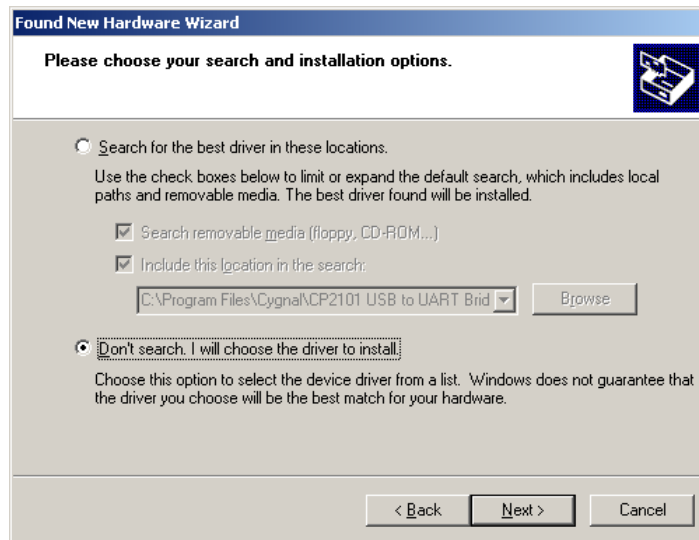 Found New Hardware Wizard
Please choose your search and installation options.
Search for the best driver in these locations.
Use the check boxes below to limit or expand the default search, which includes local
paths and removable media. The best driver found will be installed.
Search removable media (floppy, CD-ROM...)
Include this location in the search:
C:\Program Files\Cygnal\CP2101 USB to UART Brid
Browse
Don't search. I will choose the driver to install.
Choose this option to select the device driver from a list. Windows does not guarantee that
the driver you choose will be the best match for your hardware.
< Back Next > Cancel